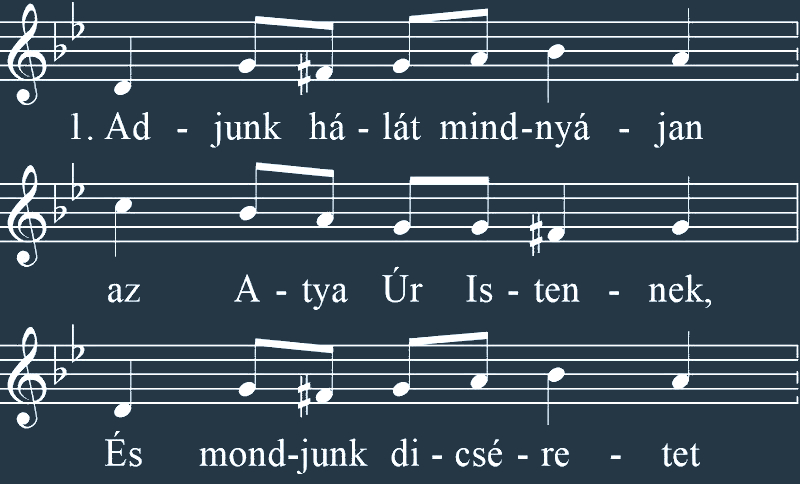 1. Ad - junk há - lát mind-nyá - jan
az A - tya Úr Is - ten - nek,
És mond-junk di - csé - re - tet